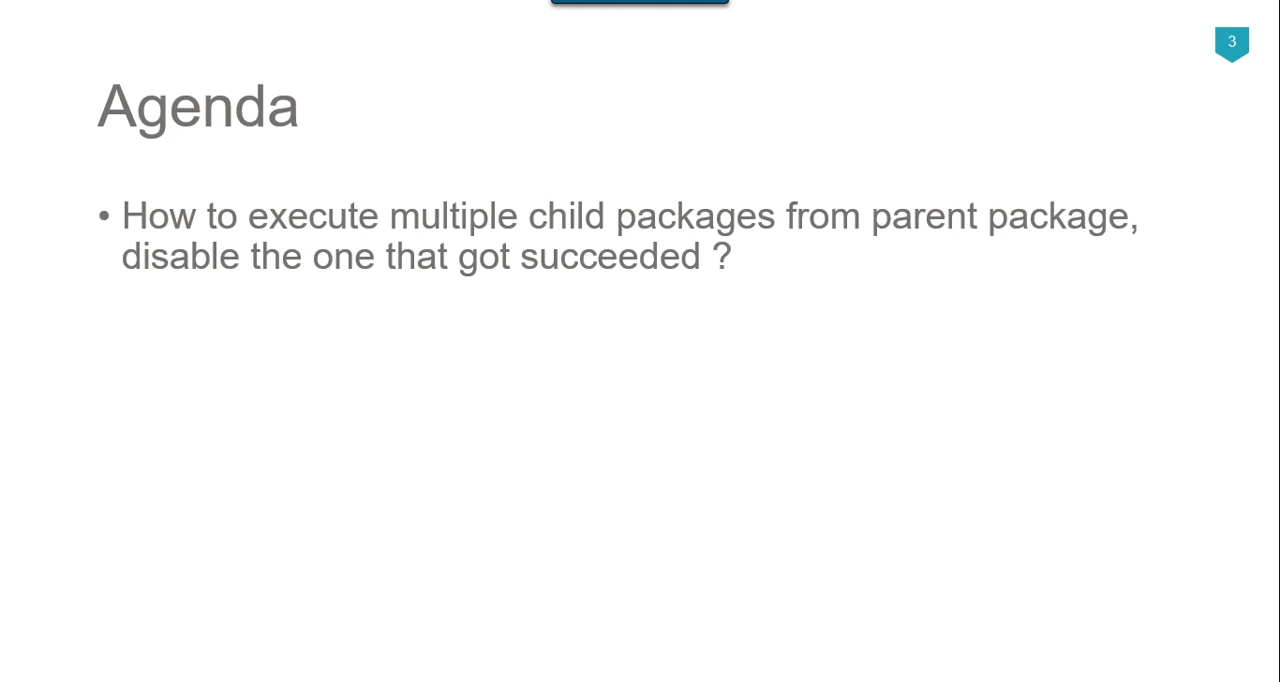 3
Agenda
• How to execute multiple child packages from parent package,
disable the one that got succeeded ?